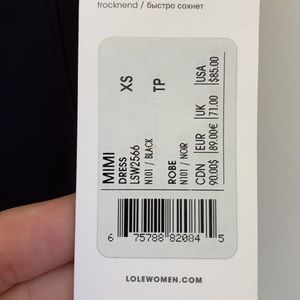 trocknend / быстро сохнет
MIMI
DRESS
LSW2566
N101 / BLACK
XS
ROBE
N101 / NOIR
TP
CDN EUR UK USA
90.00$ 89.00€ 71.00 $85.00
6 75788 82084 5
LOLEWOMEN.COM